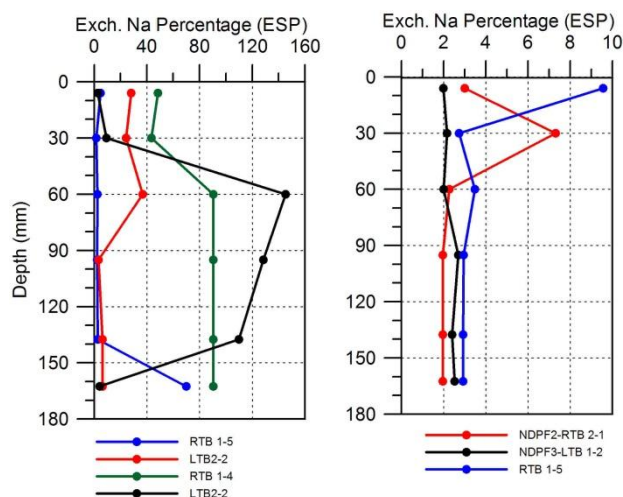 Exch. Na Percentage (ESP)
0 40 80 120 160
Depth (mm)
0
30
60
90
120
150
180
RTB 1-5
LTB2-2
RTB 1-4
LTB2-2
Exch. Na Percentage (ESP)
0 2 4 6 8 10
0
30
60
90
120
150
180
NDPF2-RTB 2-1
NDPF3-LTB 1-2
RTB 1-5